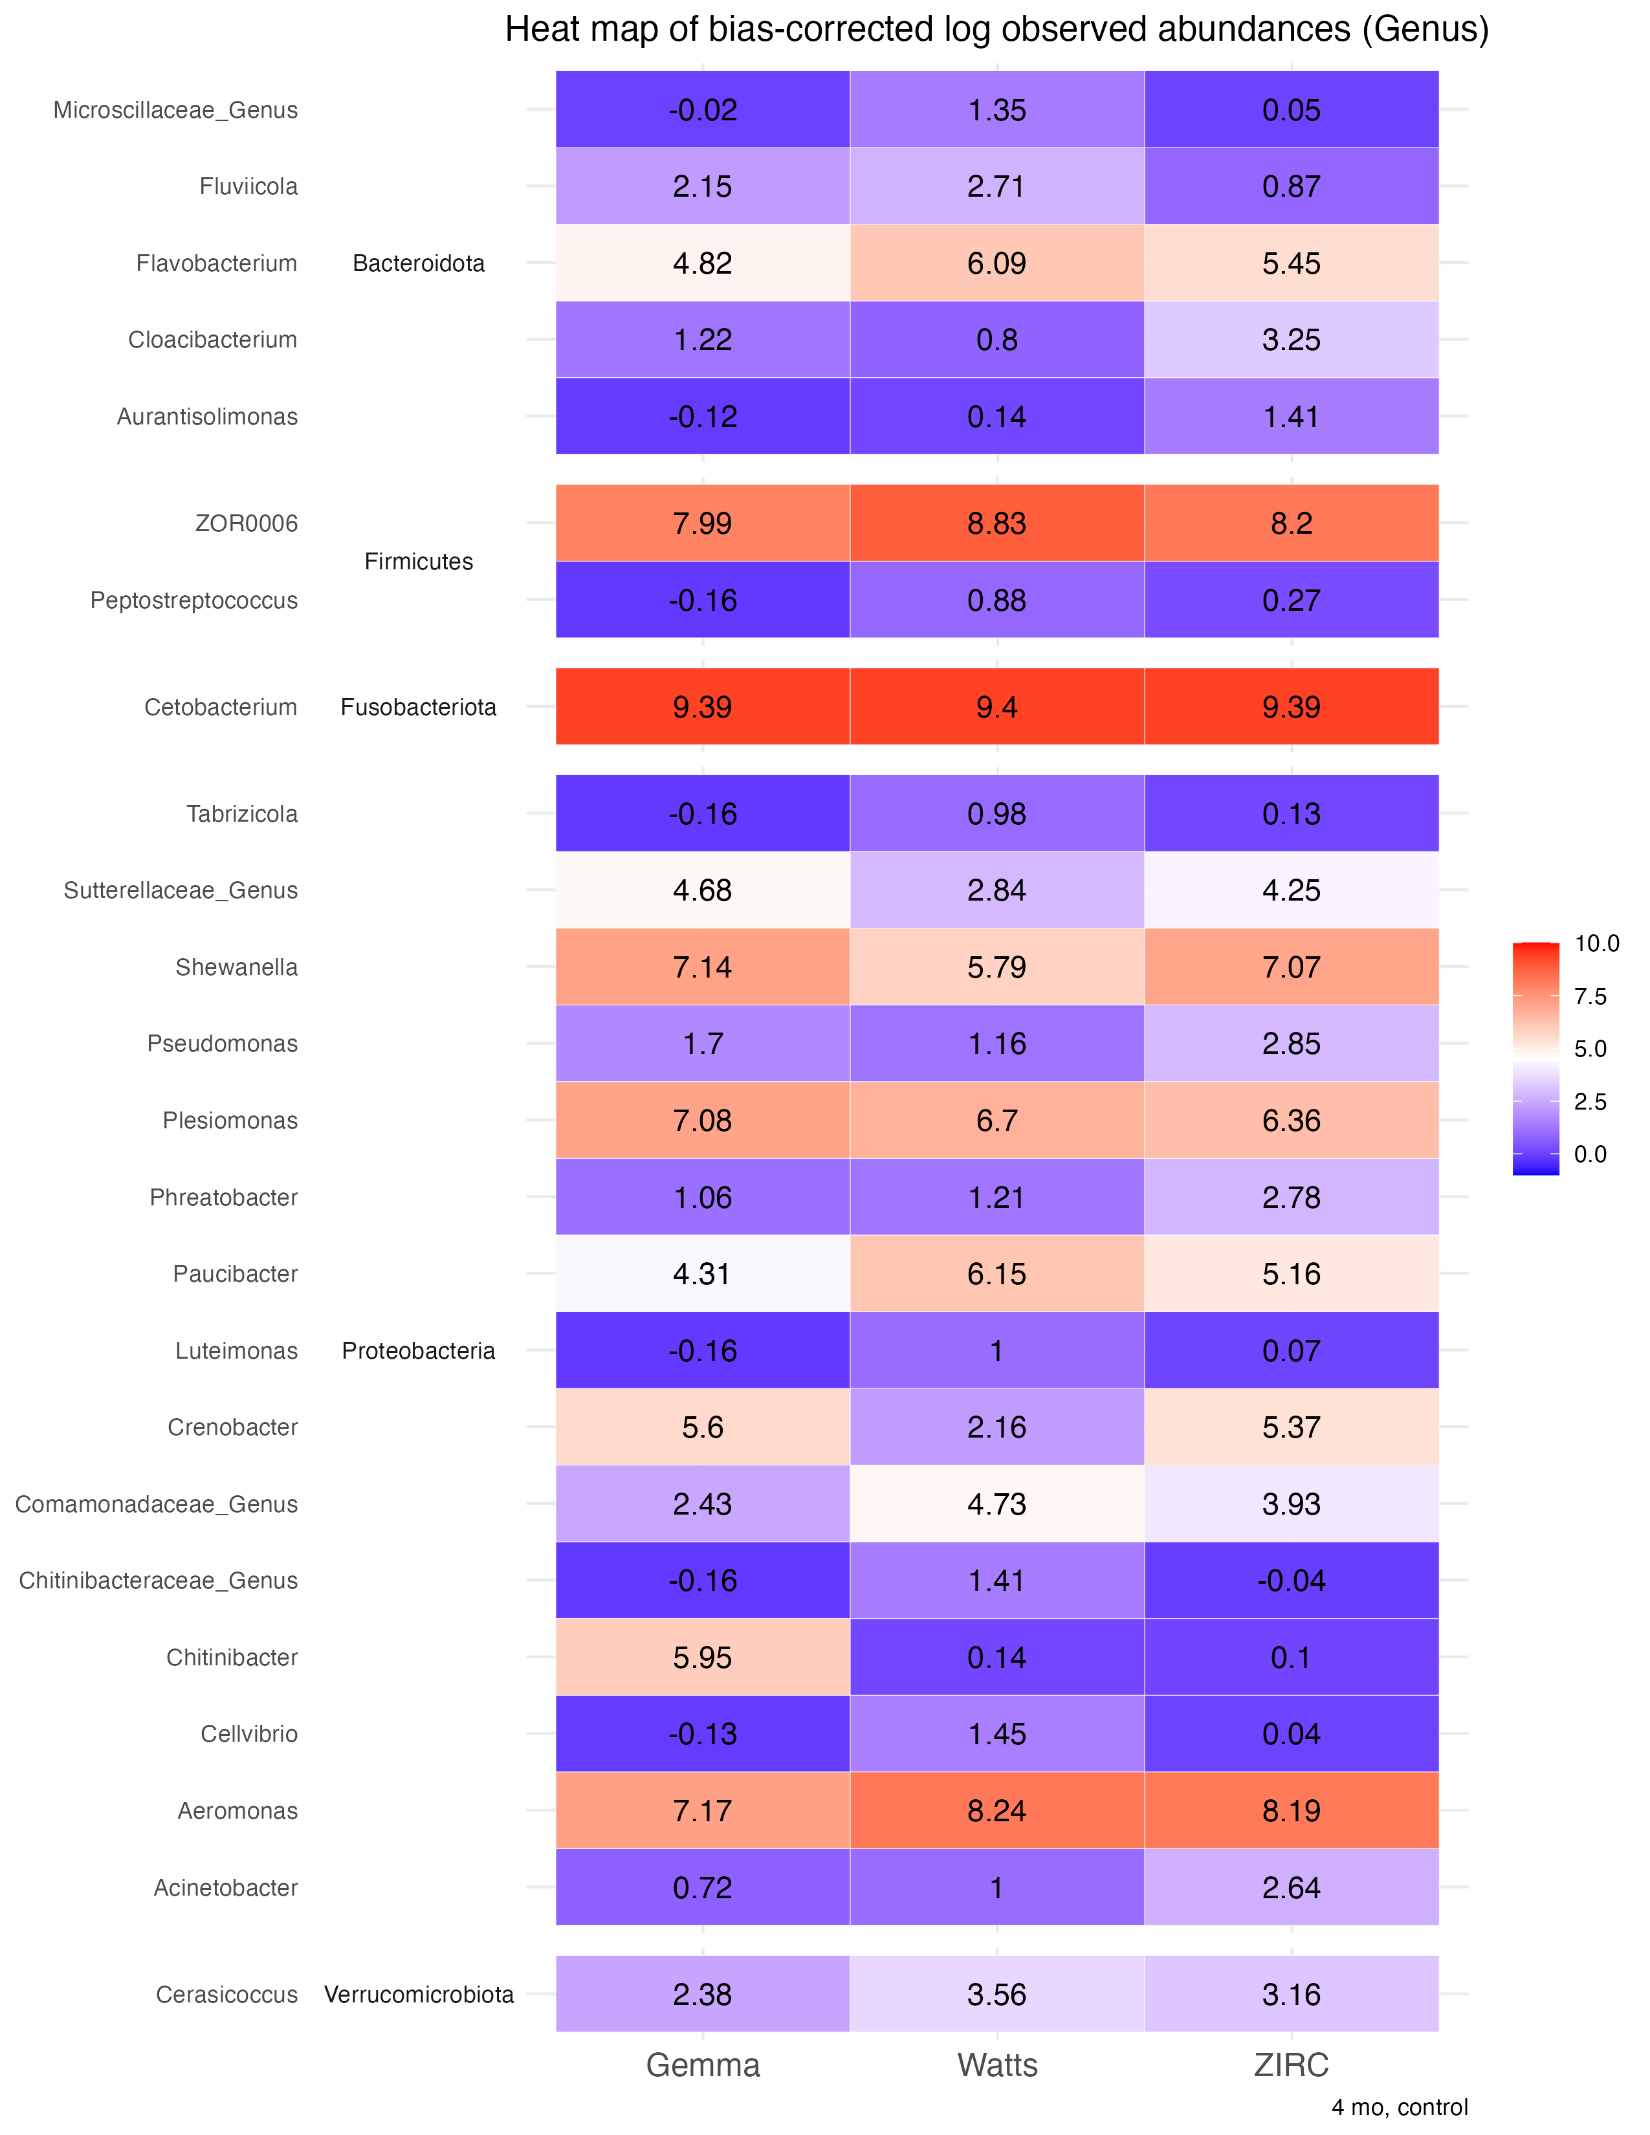 Heat map of bias-corrected log observed abundances (Genus)
Microscillaceae_Genus -0.02 1.35 0.05
Fluviicola 2.15 2.71 0.87
Flavobacterium Bacteroidota 4.82 6.09 5.45
Cloacibacterium 1.22 0.8 3.25
Aurantisolimonas -0.12 0.14 1.41
ZOR0006 7.99 8.83 8.2
Firmicutes
Peptostreptococcus -0.16 0.88 0.27
Cetobacterium Fusobacteriota 9.39 9.4 9.39
Tabrizicola -0.16 0.98 0.13
Sutterellaceae_Genus 4.68 2.84 4.25
Shewanella 7.14 5.79 7.07
Pseudomonas 1.7 1.16 2.85
Plesiomonas 7.08 6.7 6.36
Phreatobacter 1.06 1.21 2.78
Paucibacter 4.31 6.15 5.16
Luteimonas Proteobacteria -0.16 1 0.07
Crenobacter 5.6 2.16 5.37
Comamonadaceae_Genus 2.43 4.73 3.93
Chitinibacteraceae_Genus -0.16 1.41 -0.04
Chitinibacter 5.95 0.14 0.1
Cellvibrio -0.13 1.45 0.04
Aeromonas 7.17 8.24 8.19
Acinetobacter 0.72 1 2.64
Cerasicoccus Verrucomicrobiota 2.38 3.56 3.16
Gemma Watts ZIRC
4 mo, control
10.0
7.5
5.0
2.5
0.0